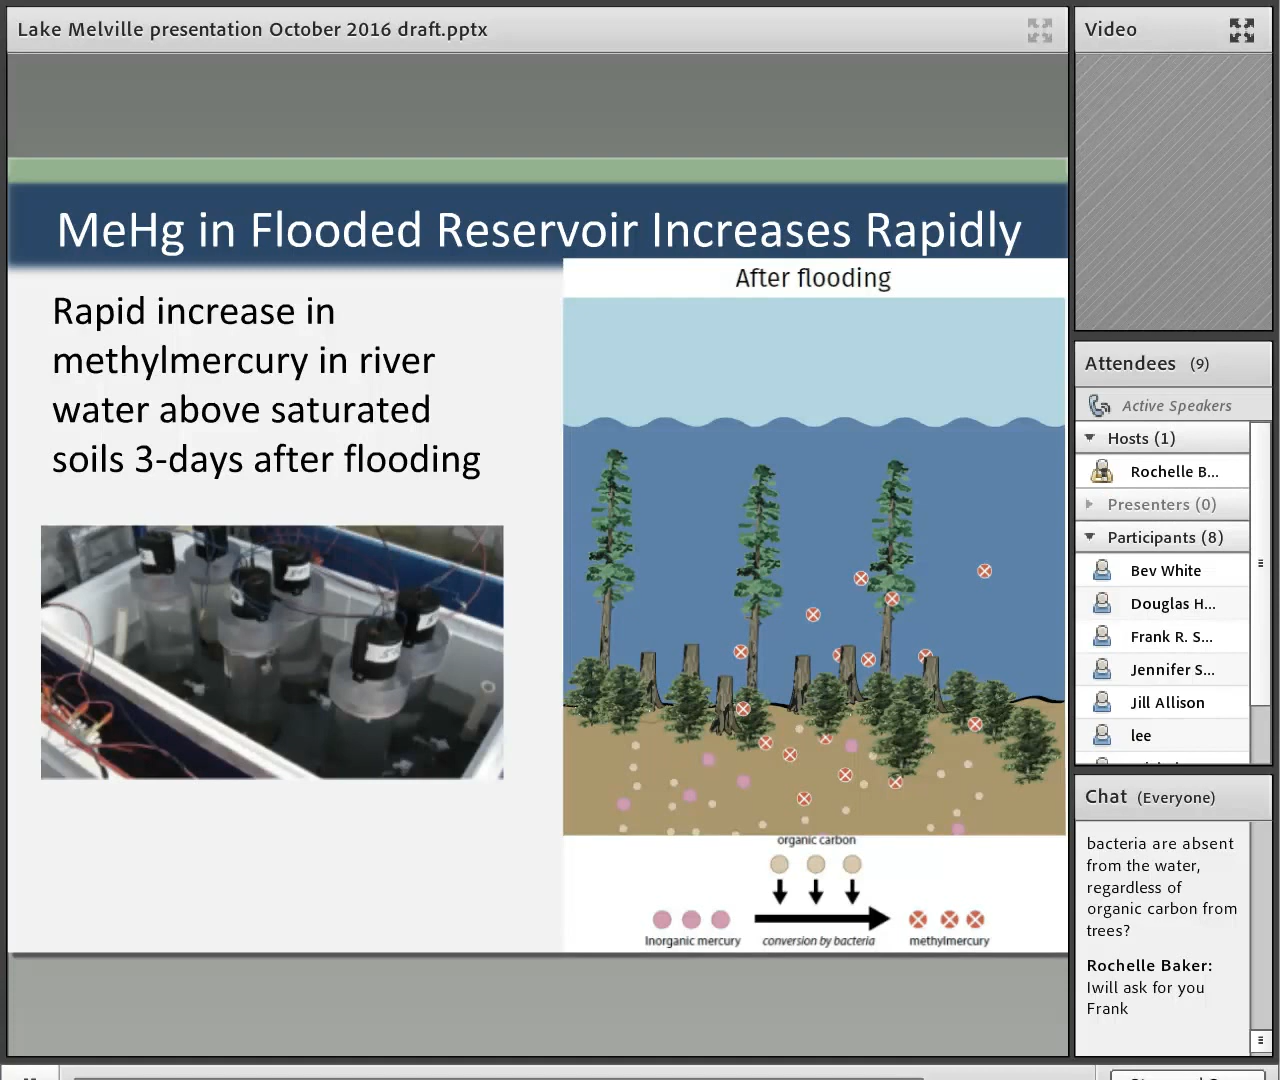 Lake Melville presentation October 2016 draft.pptx
MeHg in Flooded Reservoir Increases Rapidly
Rapid increase in
methylmercury in river
water above saturated
soils 3-days after flooding
After flooding
organic carbon
Inorganic mercury
conversion by bacteria
methylmercury
Video
Attendees (9)
Active Speakers
Hosts (1)
Rochelle B...
Presenters (0)
Participants (8)
Bev White
Douglas H...
Frank R. S...
Jennifer S...
Jill Allison
lee
Chat (Everyone)
bacteria are absent
from the water,
regardless of
organic carbon from
trees?
Rochelle Baker:
Iwill ask for you
Frank